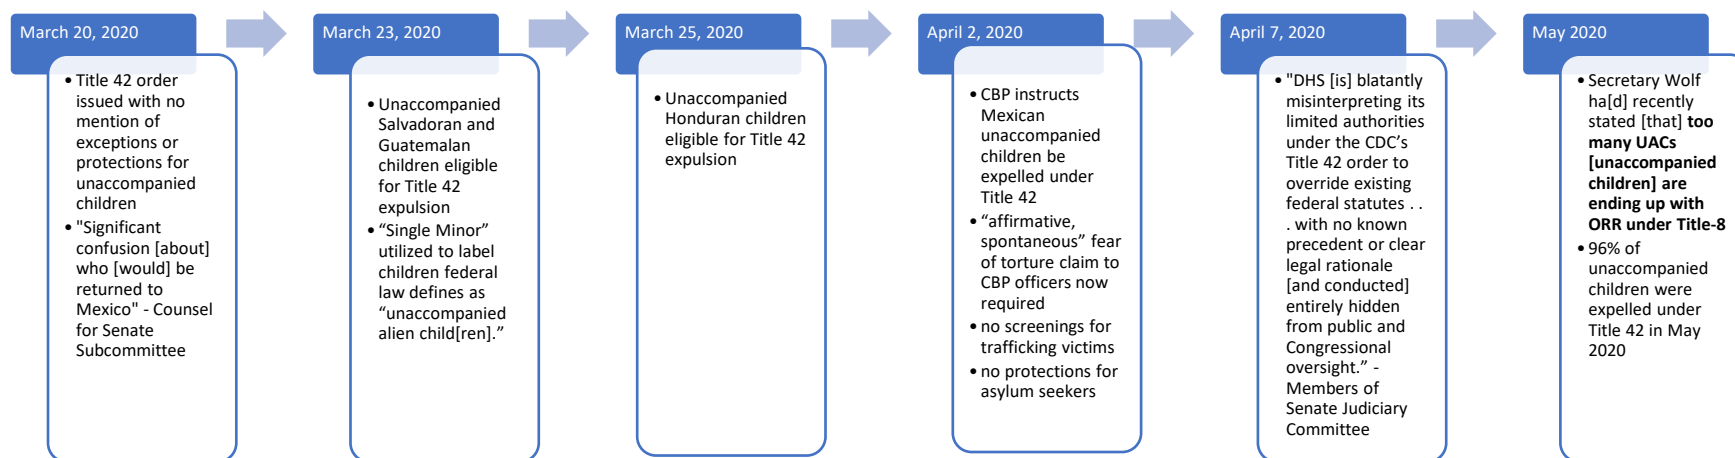 March 20, 2020
• Title 42 order
issued with no
mention of
exceptions or
protections for
unaccompanied
children
• "Significant
confusion [about]
who [would] be
returned to
Mexico" - Counsel
for Senate
Subcommittee
March 23, 2020
• Unaccompanied
Salvadoran and
Guatemalan
children eligible
for Title 42
expulsion
• “Single Minor”
utilized to label
children federal
law defines as
“unaccompanied
alien child[ren].”
March 25, 2020
• Unaccompanied
Honduran children
eligible for Title 42
expulsion
April 2, 2020
• CBP instructs
Mexican
unaccompanied
children be
expelled under
Title 42
• “affirmative,
spontaneous” fear
of torture claim to
CBP officers now
required
• no screenings for
trafficking victims
• no protections for
asylum seekers
April 7, 2020
• "DHS [is] blatantly
misinterpreting its
limited authorities
under the CDC’s
Title 42 order to
override existing
federal statutes . .
. with no known
precedent or clear
legal rationale
[and conducted]
entirely hidden
from public and
Congressional
oversight.” -
Members of
Senate Judiciary
Committee
May 2020
• Secretary Wolf
ha[d] recently
stated [that] too
many UACs
[unaccompanied
children] are
ending up with
ORR under Title-8
• 96% of
unaccompanied
children were
expelled under
Title 42 in May
2020